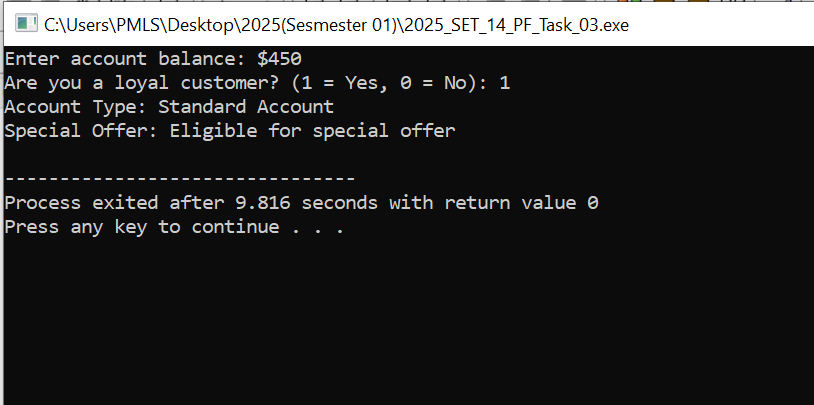 C:\Users\PMLS\Desktop\2025(Sesmester 01)\2025_SET_14_PF_Task_03.exe
Enter account balance: $450
Are you a loyal customer? (1 = Yes, 0 = No): 1
Account Type: Standard Account
Special Offer: Eligible for special offer
--------------------------------
Process exited after 9.816 seconds with return value 0
Press any key to continue . . .